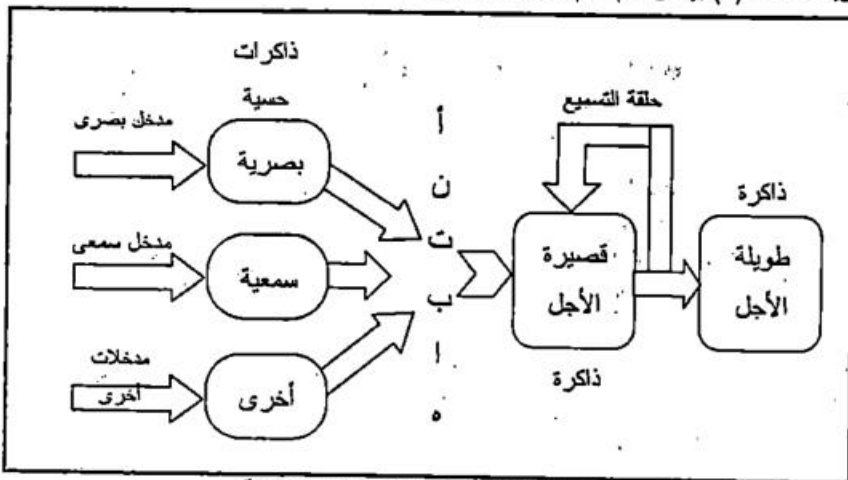 ذاكرات
حسية
مدخل بصرى
بصرية
مدخل سمعى
سمعية
مدخلات
أخرى
أخرى
أ
ن
ت
ب
ا
ه
حلقة التسميع
قصيرة
الأجل
ذاكرة
ذاكرة
طويلة
الأجل